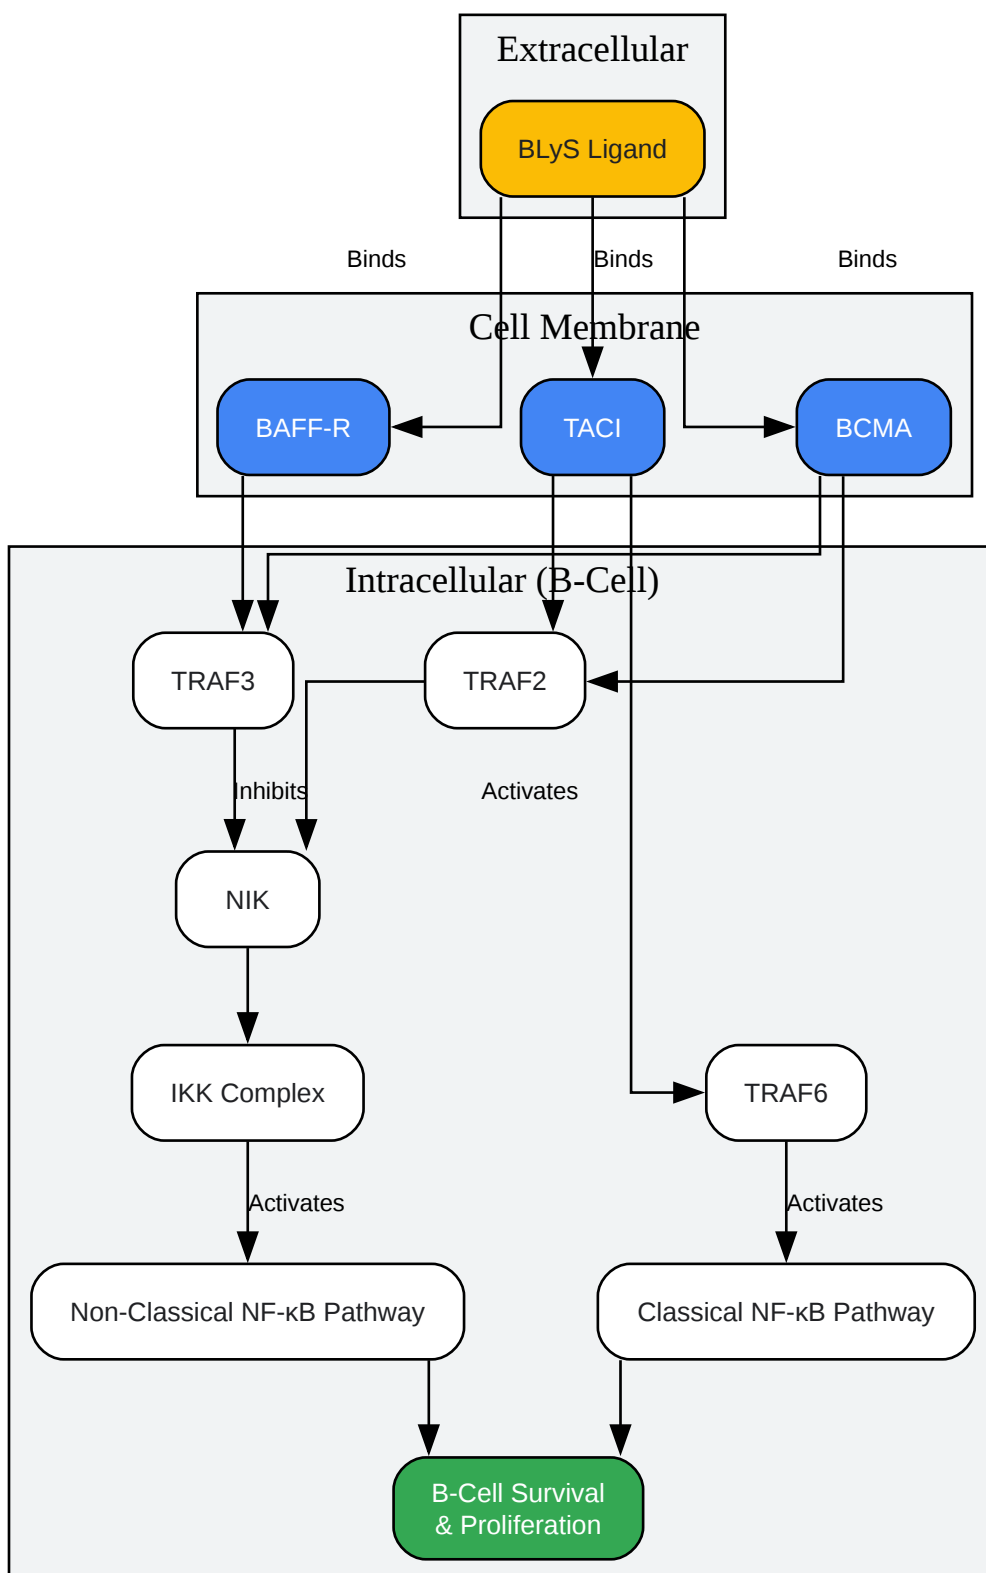 Extracellular
BLyS Ligand
Binds
Binds
Binds
Cell Membrane
BAFF-R
TACI
BCMA
Intracellular (B-Cell)
TRAF3
TRAF2
Inhibits
Activates
NIK
IKK Complex
TRAF6
Activates
Activates
Non-Classical NF-κB Pathway
Classical NF-κB Pathway
B-Cell Survival
& Proliferation